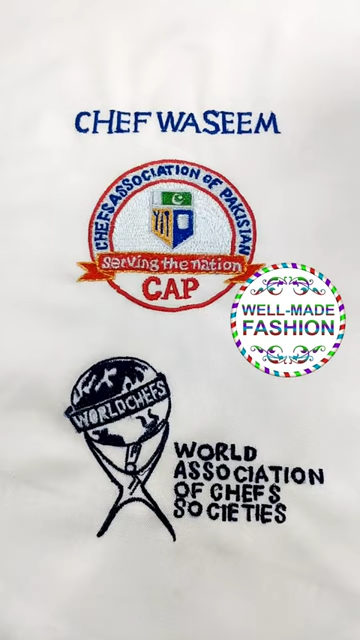 CHEF WASEEM
CHEFS ASSOCIATION OF PAKISTAN
Serving the nation
CAP
WELL-MADE
FASHION
WORLDCHEFS
WORLD
ASSOCIATION
OF CHEFS
SOCIETIES